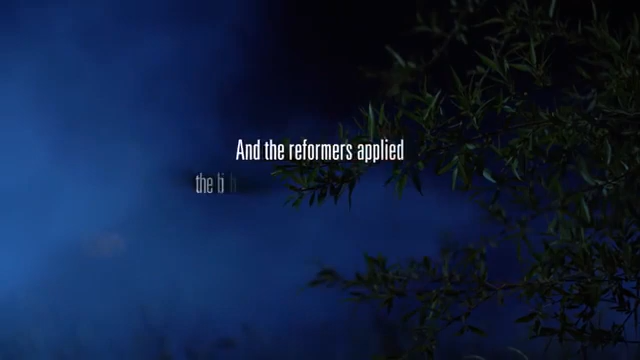 And the reformers applied
the